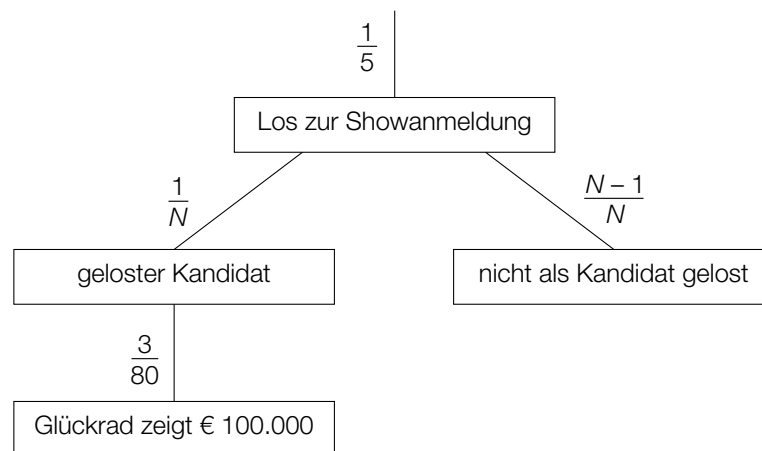 1
5
Los zur Showanmeldung
1
N
N – 1
N
geloster Kandidat
nicht als Kandidat gelost
3
80
Glückrad zeigt € 100.000